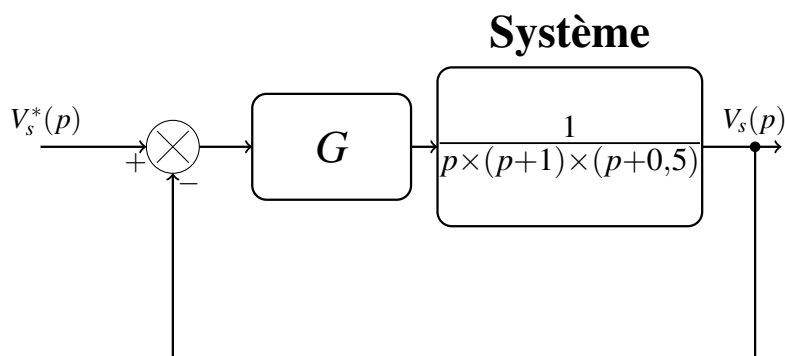 Système
V_s^*(p)
+
−
G
1
p×(p+1)×(p+0,5)
V_s(p)